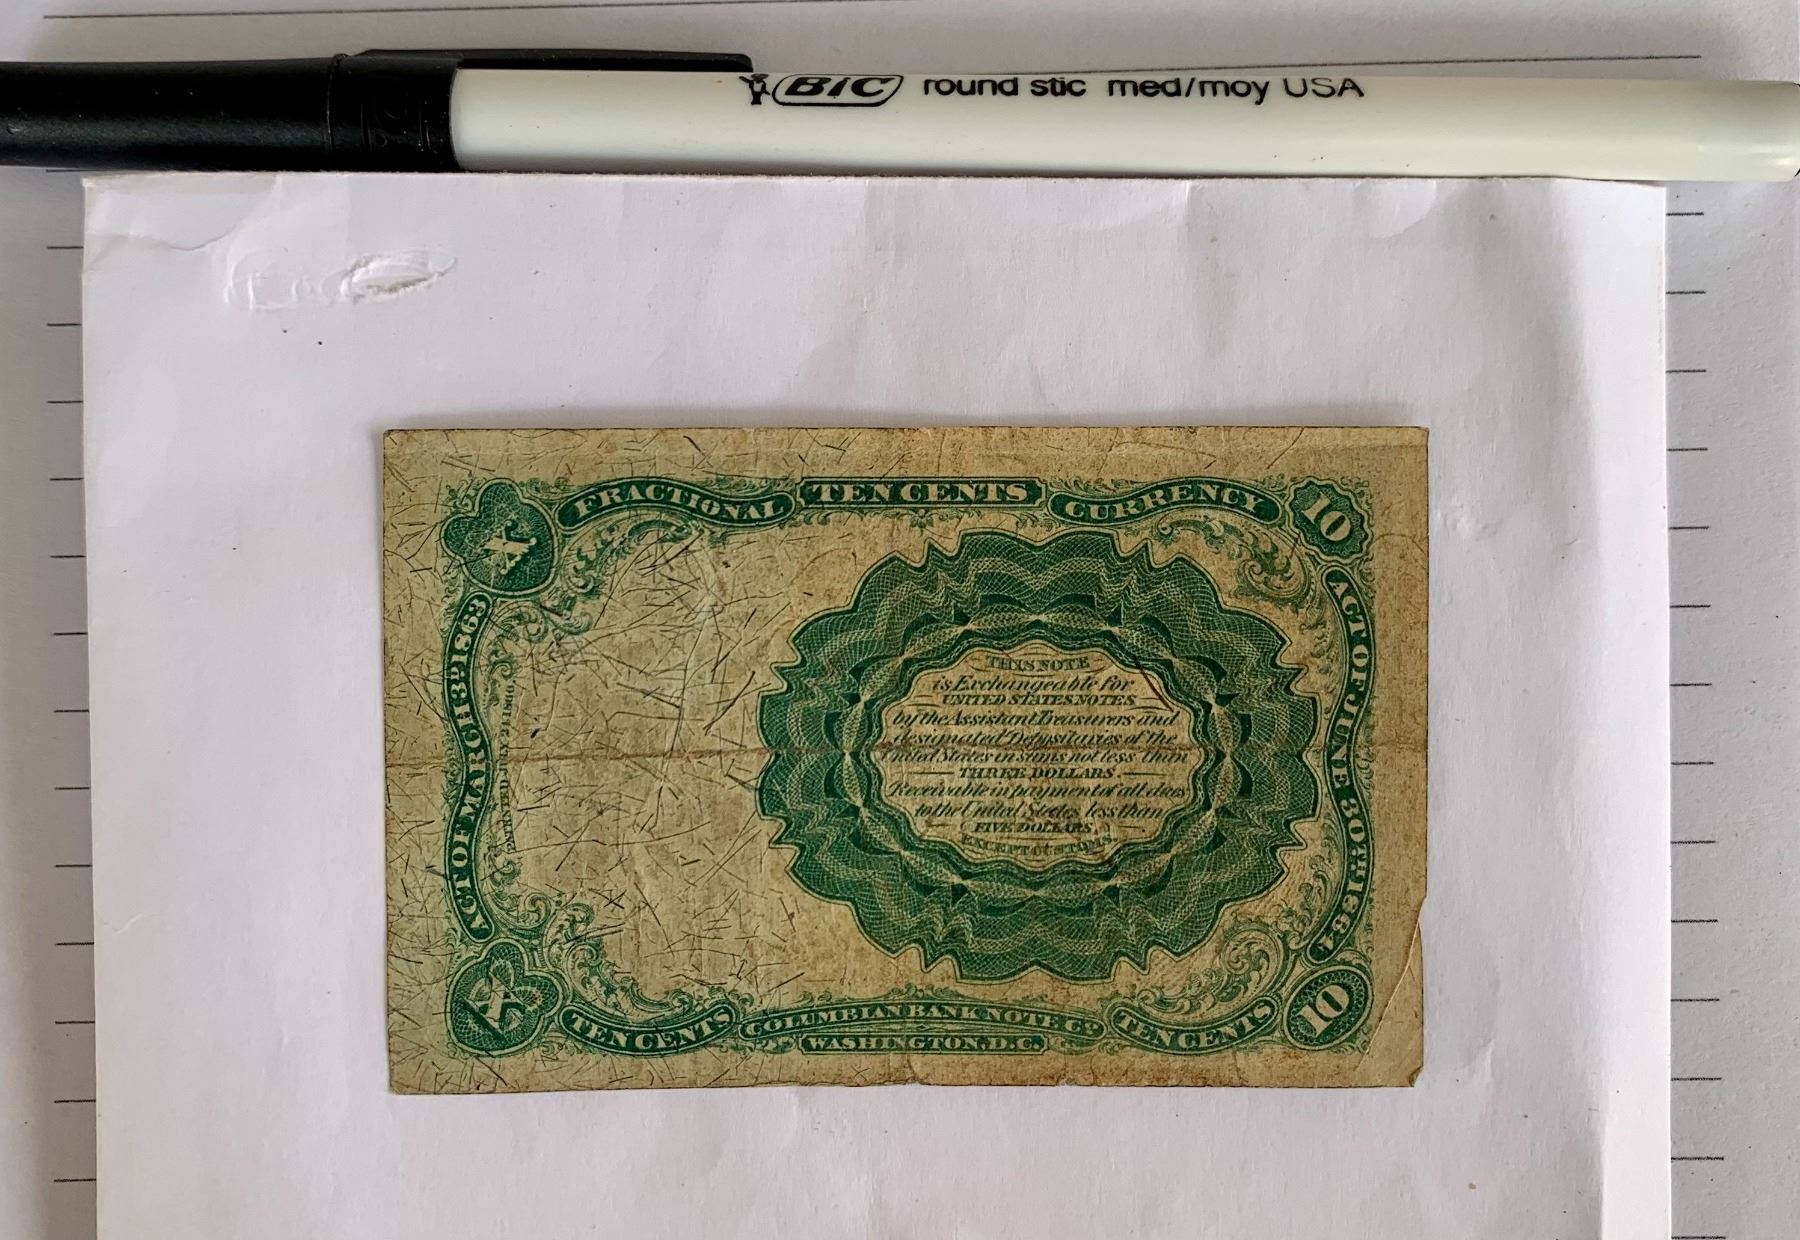 BIC round stic med/moy USA
FRACTIONAL TEN CENTS CURRENCY
X
10
ACT OF MARCH 3D 1863
ACT OF JUNE 30TH 1864
THIS NOTE
is Exchangeable for
UNITED STATES NOTES
by the Assistant Treasurers and
designated Depositaries of the
United States in sums not less than
THREE DOLLARS.
Receivable in payment of all dues
to the United States less than
FIVE DOLLARS,
EXCEPT CUSTOMS.
X
10
TEN CENTS COLUMBIAN BANK NOTE CO. TEN CENTS
WASHINGTON, D.C.